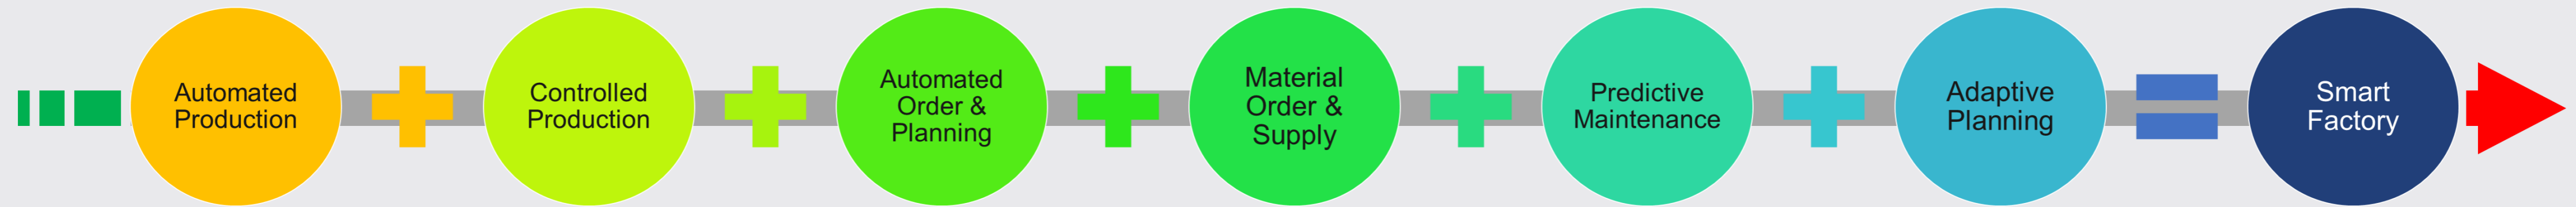 Automated
Production
Controlled
Production
Automated
Order &
Planning
Material
Order &
Supply
Predictive
Maintenance
Adaptive
Planning
Smart
Factory